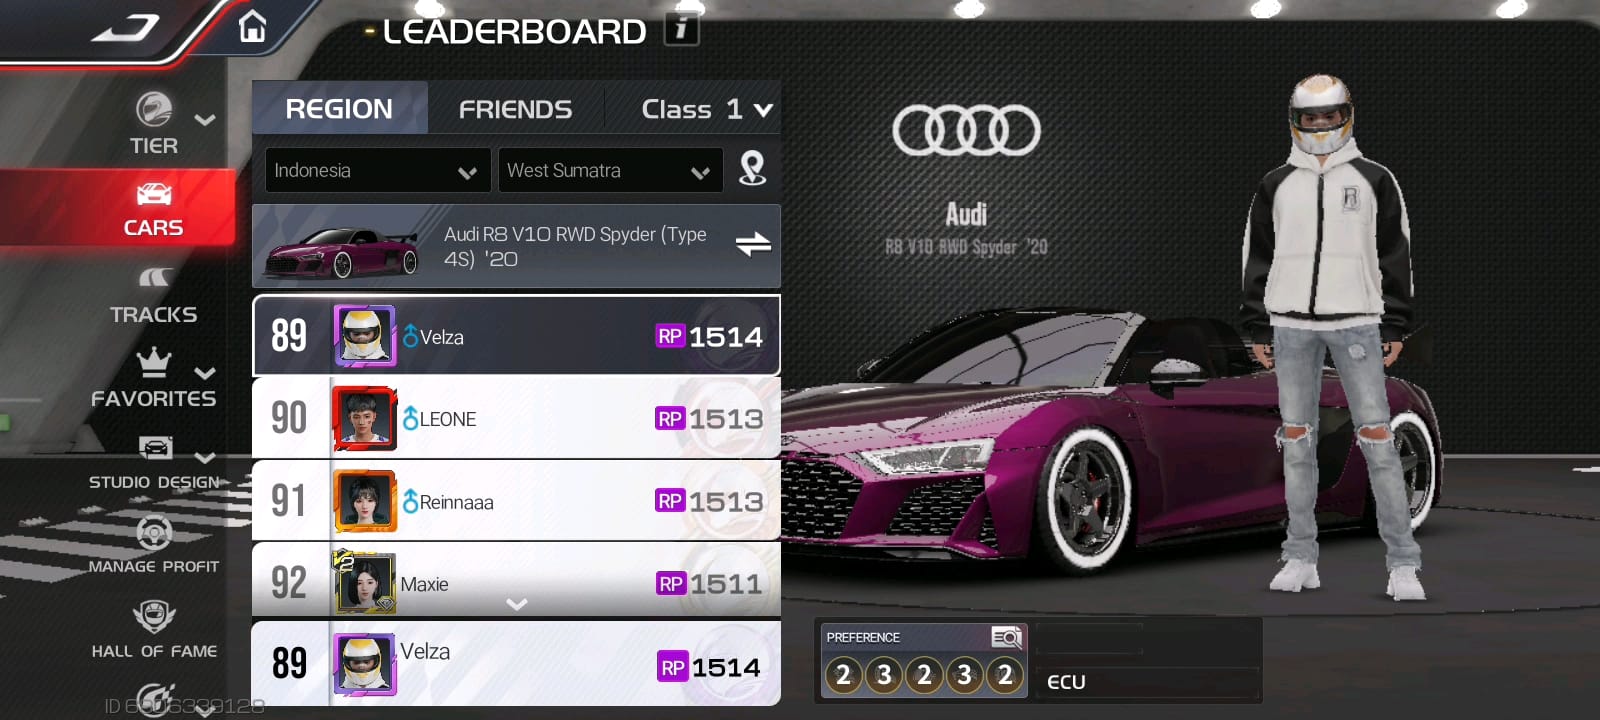 LEADERBOARD
i
REGION
FRIENDS
Class 1
TIER
Indonesia
West Sumatra
CARS
Audi R8 V10 RWD Spyder (Type
4S) '20
Audi
R8 V10 RWD Spyder '20
TRACKS
89
Velza
RP 1514
FAVORITES
90
LEONE
RP 1513
STUDIO DESIGN
91
Reinnaaa
RP 1513
MANAGE PROFIT
92
V2
Maxie
RP 1511
HALL OF FAME
89
Velza
RP 1514
PREFERENCE
2 3 2 3 2
ECU
R